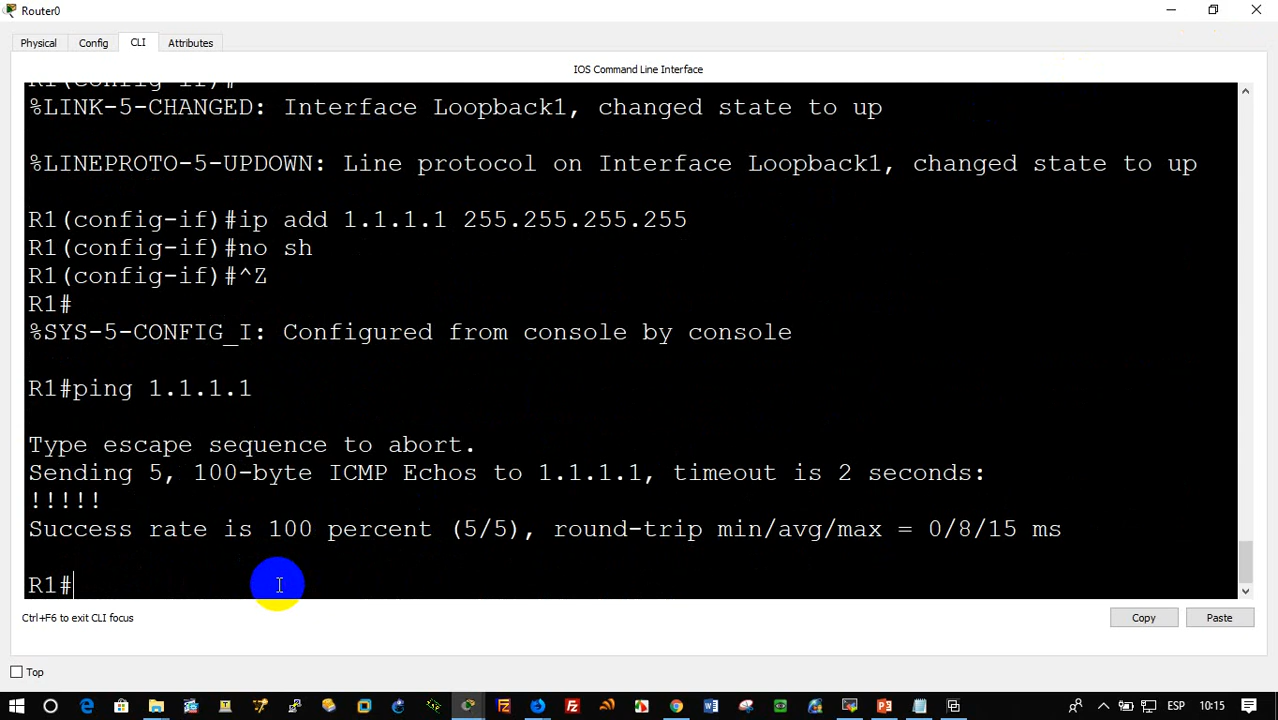 Router0
Physical
Config
CLI
Attributes
IOS Command Line Interface
R1(config-if)#
%LINK-5-CHANGED: Interface Loopback1, changed state to up
%LINEPROTO-5-UPDOWN: Line protocol on Interface Loopback1, changed state to up
R1(config-if)#ip add 1.1.1.1 255.255.255.255
R1(config-if)#no sh
R1(config-if)#^Z
R1#
%SYS-5-CONFIG_I: Configured from console by console
R1#ping 1.1.1.1
Type escape sequence to abort.
Sending 5, 100-byte ICMP Echos to 1.1.1.1, timeout is 2 seconds:
!!!!!
Success rate is 100 percent (5/5), round-trip min/avg/max = 0/8/15 ms
R1#
Ctrl+F6 to exit CLI focus
Copy
Paste
Top
ESP
10:15